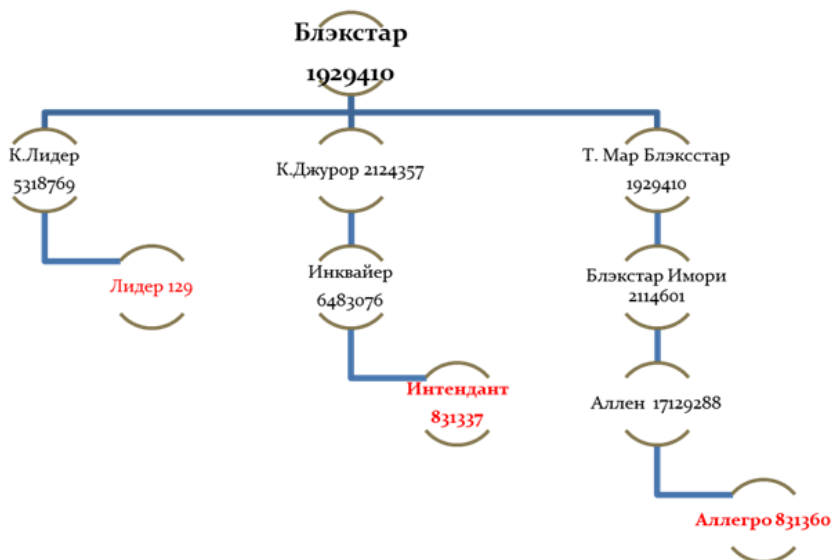 Блэкстар
1929410
К.Лидер
5318769
К.Джурор 2124357
Т. Мар Блэксстар
1929410
Лидер 129
Инквайер
6483076
Блэкстар Имори
2114601
Интендант
831337
Аллен 17129288
Аллегро 831360